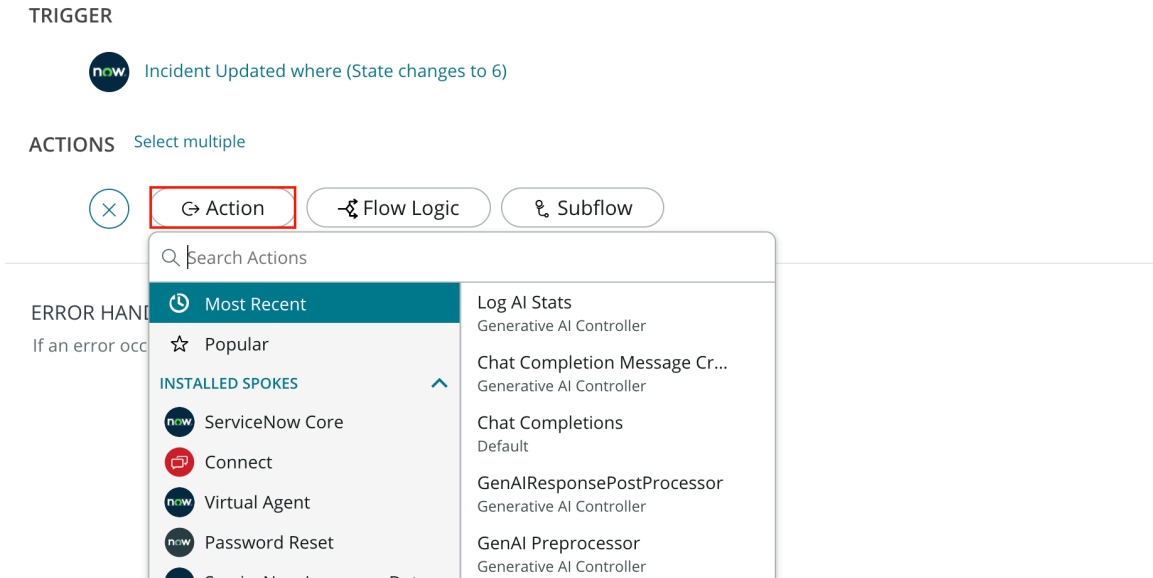 TRIGGER
now
Incident Updated where (State changes to 6)
ACTIONS Select multiple
Action Flow Logic Subflow
Search Actions
Most Recent
Popular
INSTALLED SPOKES
now ServiceNow Core
Connect
now Virtual Agent
now Password Reset
Log AI Stats
Generative AI Controller
Chat Completion Message Cr...
Generative AI Controller
Chat Completions
Default
GenAIResponsePostProcessor
Generative AI Controller
GenAI Preprocessor
Generative AI Controller
ERROR HAND
If an error occ